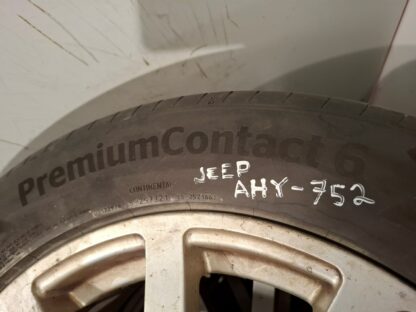 PremiumContact 6
JEEP
AHY-752
CONTINENTAL